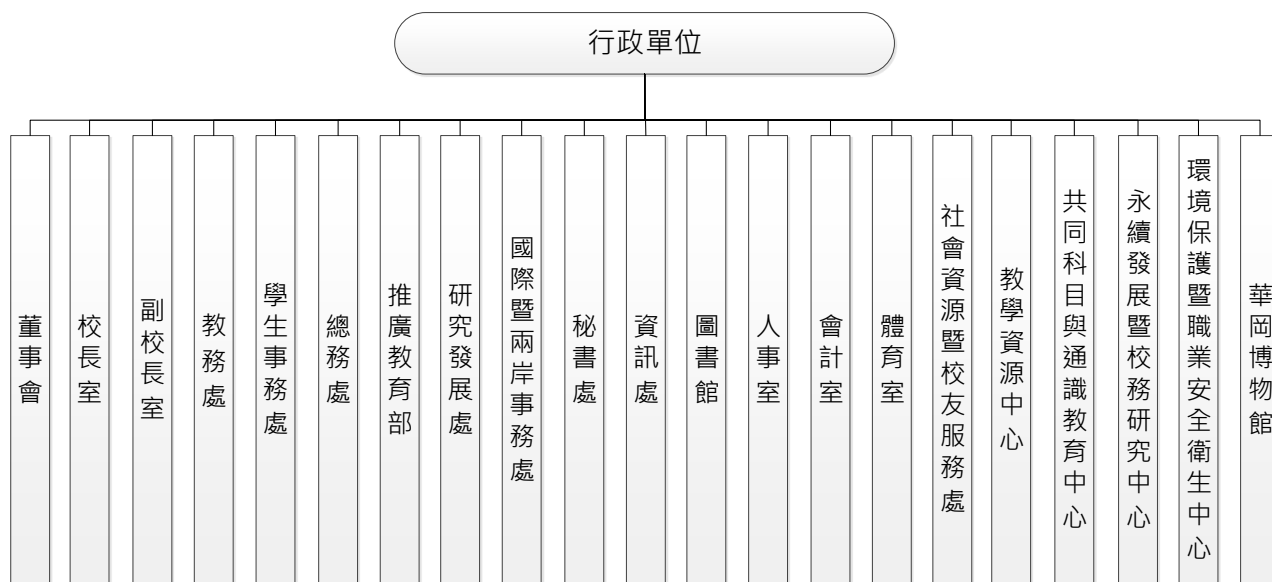 行政單位
董事會
校長室
副校長室
教務處
學生事務處
總務處
推廣教育部
研究發展處
國際暨兩岸事務處
秘書處
資訊處
圖書館
人事室
會計室
體育室
社會資源暨校友服務處
教學資源中心
共同科目與通識教育中心
永續發展暨校務研究中心
環境保護暨職業安全衛生中心
華岡博物館